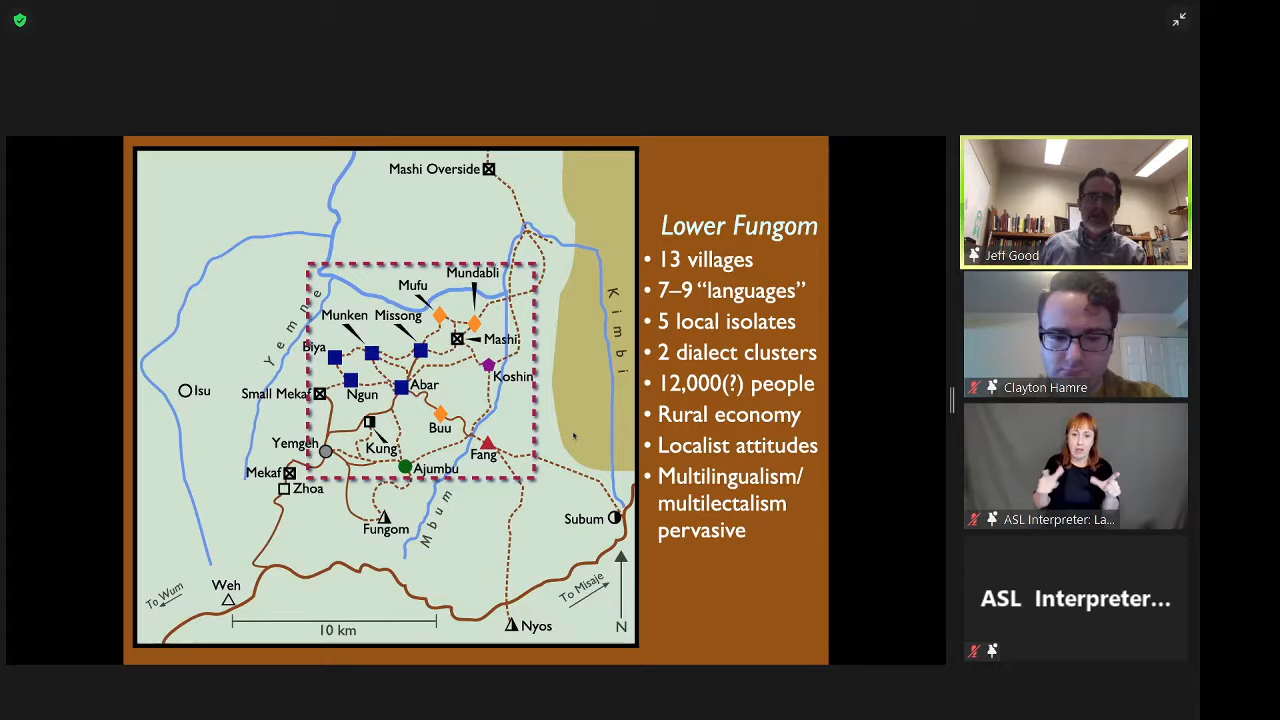 Mashi Overside
Mundabli
Mufu
Munken
Missong
Yemne
Kimbi
Biya
Mashi
Koshin
Isu
Small Mekaf
Ngun
Abar
Buu
Yemgeh
Kung
Fang
Mekaf
Ajumbu
Zhoa
Fungom
Mbum
Subum
Weh
To Wum
To Misaje
10 km
Nyos
N
Lower Fungom
• 13 villages
• 7–9 “languages”
• 5 local isolates
• 2 dialect clusters
• 12,000(?) people
• Rural economy
• Localist attitudes
• Multilingualism/
multilectalism
pervasive
Jeff Good
Clayton Hamre
ASL Interpreter: La...
ASL Interpreter...